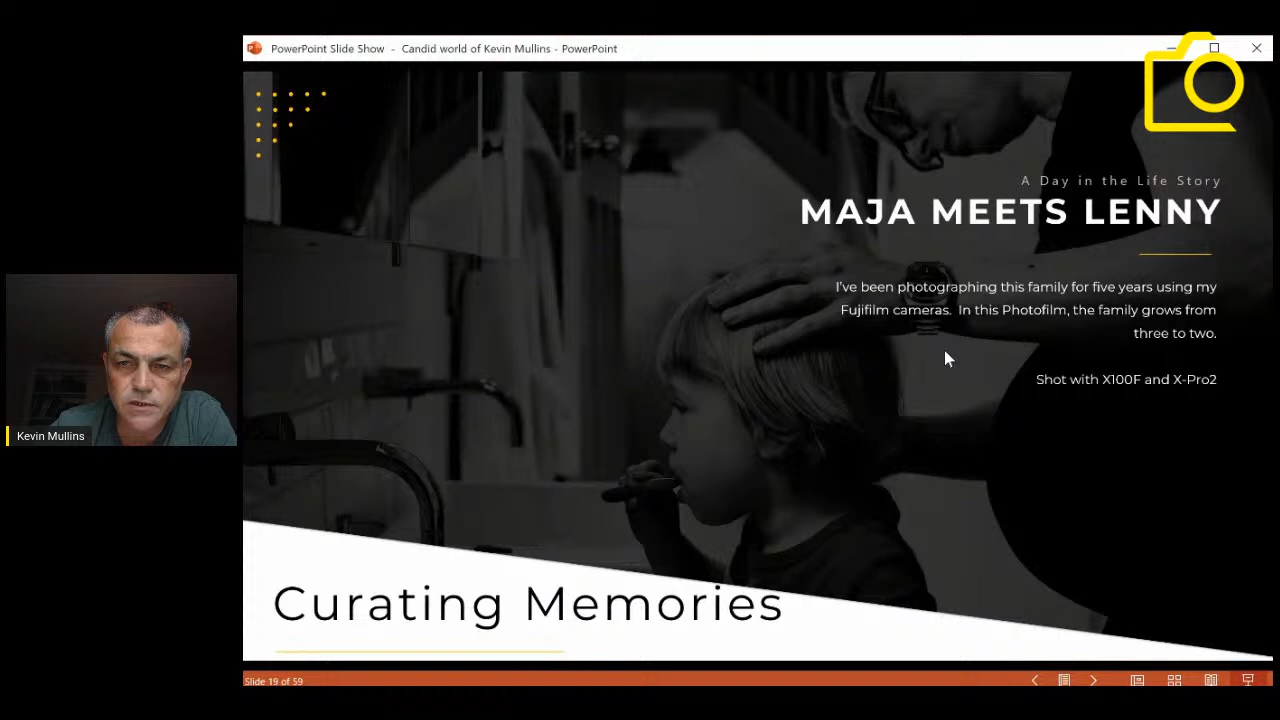 PowerPoint Slide Show - Candid world of Kevin Mullins - PowerPoint
A Day in the Life Story
MAJA MEETS LENNY
I've been photographing this family for five years using my
Fujifilm cameras. In this Photofilm, the family grows from
three to two.
Shot with X100F and X-Pro2
Kevin Mullins
Curating Memories
Slide 19 of 59